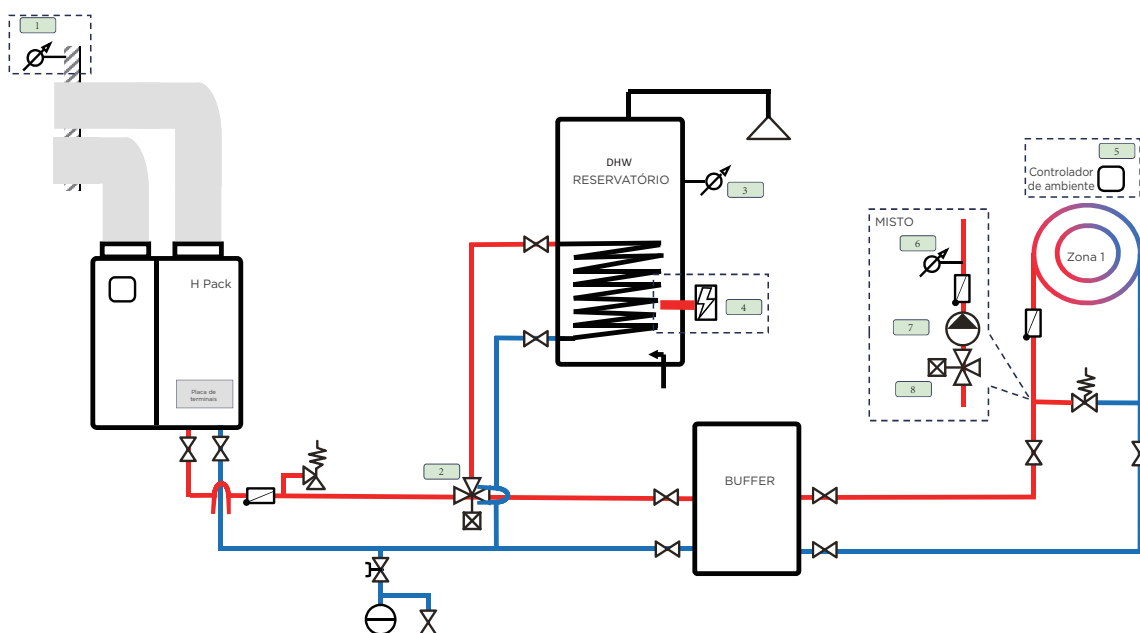 1
DHW
RESERVATÓRIO
3
4
5
Controlador
de ambiente
MISTO
6
7
8
Zona 1
H Pack
Placa de
terminais
2
BUFFER